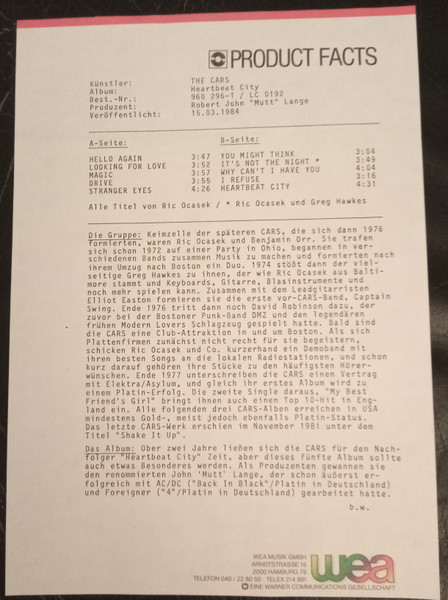 PRODUCT FACTS
Künstler: THE CARS
Album: Heartbeat City
Best.-Nr.: 960 296-1 / LC 0192
Produzent: Robert John "Mutt" Lange
Veröffentlicht: 15.03.1984
A-Seite: B-Seite:
HELLO AGAIN 3:47 YOU MIGHT THINK 3:04
LOOKING FOR LOVE 3:52 IT'S NOT THE NIGHT * 3:49
MAGIC 3:57 WHY CAN'T I HAVE YOU 4:04
DRIVE 3:55 I REFUSE 3:16
STRANGER EYES 4:26 HEARTBEAT CITY 4:31
Alle Titel von Ric Ocasek / * Ric Ocasek und Greg Hawkes
Die Gruppe: Keimzelle der späteren CARS, die sich dann 1976
formierten, waren Ric Ocasek und Benjamin Orr. Sie trafen
sich schon 1972 auf einer Party in Ohio, begannen in ver-
schiedenen Bands zusammen Musik zu machen und formierten nach
ihrem Umzug nach Boston ein Duo. 1974 stößt dann der viel-
seitige Greg Hawkes zu ihnen, der wie Ric Ocasek aus Balti-
more stammt und Keyboards, Gitarre, Blasinstrumente und
noch mehr spielen kann. Zusammen mit dem Leadgitarristen
Elliot Easton formieren sie die erste vor-CARS-Band, Captain
Swing. Ende 1976 tritt dann noch David Robinson dazu, der
zuvor bei der Bostoner Punk-Band DMZ und den legendären
frühen Modern Lovers Schlagzeug gespielt hatte. Bald sind
die CARS eine Club-Attraktion in und um Boston. Als sich
Plattenfirmen zunächst nicht recht für sie begeistern,
schicken Ric Ocasek und Co. kurzerhand ein Demoband mit
ihren besten Songs an die lokalen Radiostationen, und schon
kurz darauf gehören ihre Stücke zu den häufigsten Hörer-
wünschen. Ende 1977 unterschreiben die CARS einen Vertrag
mit Elektra/Asylum, und gleich ihr erstes Album wird zu
einem Platin-Erfolg. Die zweite Single daraus, "My Best
Friend's Girl" bringt ihnen auch einen Top 10-Hit in Eng-
land ein. Alle folgenden drei CARS-Alben erreichen in USA
mindestens Gold-, meist jedoch ebenfalls Platin-Status.
Das letzte CARS-Werk erschien im November 1981 unter dem
Titel "Shake It Up".
Das Album: Über zwei Jahre ließen sich die CARS für den Nach-
folger "Heartbeat City" Zeit, aber dieses fünfte Album sollte
auch etwas Besonderes werden. Als Produzenten gewannen sie
den renommierten John 'Mutt' Lange, der schon äußerst er-
folgreich mit AC/DC ("Back In Black"/Platin in Deutschland)
und Foreigner ("4"/Platin in Deutschland) gearbeitet hatte.
b.w.
WEA MUSIK GMBH
ARNDTSTRASSE 16
2000 HAMBURG 76
TELEFON 040 / 22 80 50 TELEX 214 991
EINE WARNER COMMUNICATIONS GESELLSCHAFT
wea